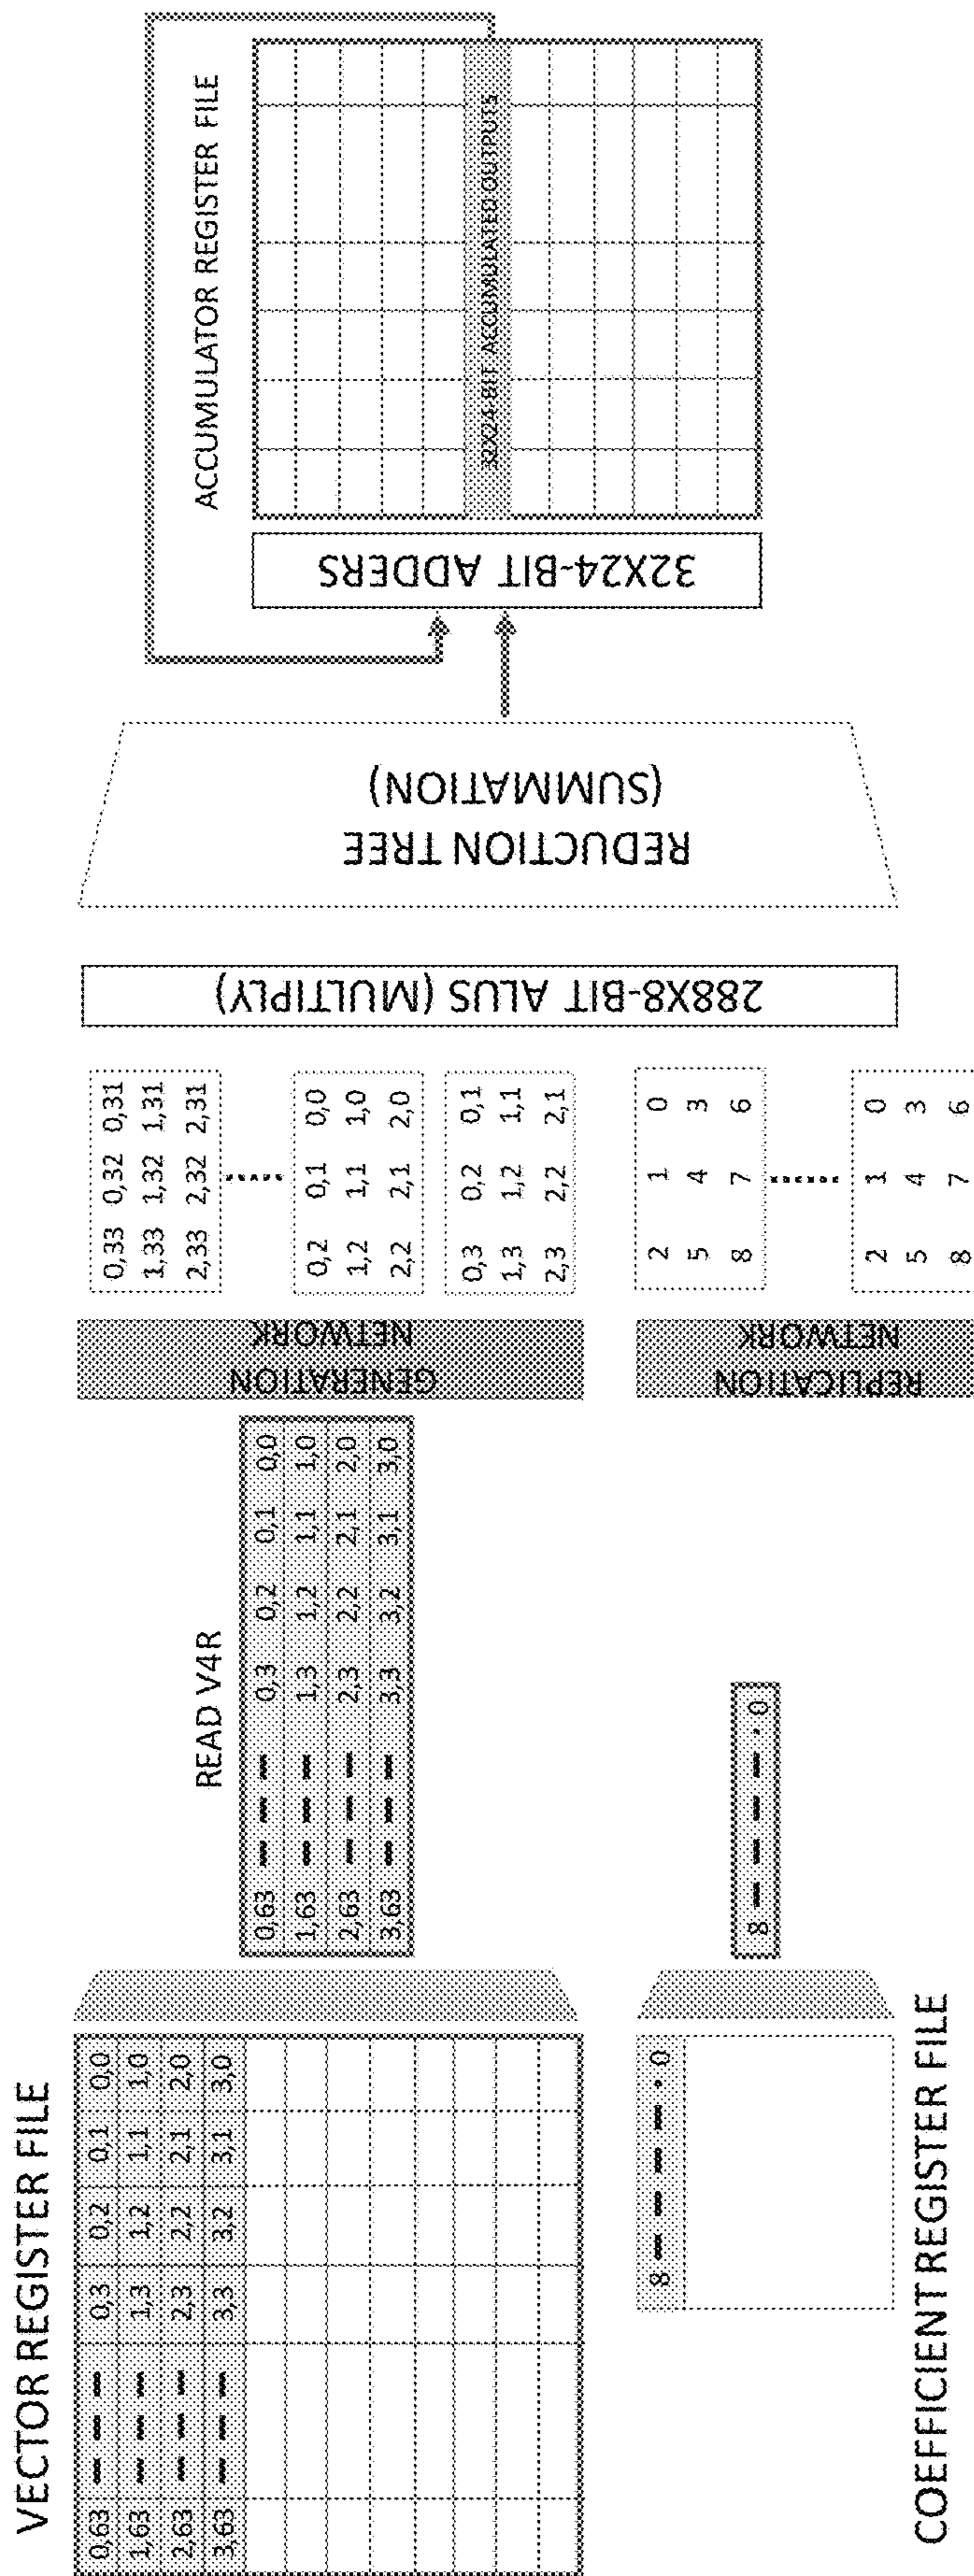 VECTOR REGISTER FILE
0,63 0,3 0,2 0,1 0,0
1,63 1,3 1,2 1,1 1,0
2,63 2,3 2,2 2,1 2,0
3,63 3,3 3,2 3,1 3,0
READ V4R
0,63 0,3 0,2 0,1 0,0
1,63 1,3 1,2 1,1 1,0
2,63 2,3 2,2 2,1 2,0
3,63 3,3 3,2 3,1 3,0
GENERATION
NETWORK
0,33 0,32 0,31
1,33 1,32 1,31
2,33 2,32 2,31
0,2 0,1 0,0
1,2 1,1 1,0
2,2 2,1 2,0
0,3 0,2 0,1
1,3 1,2 1,1
2,3 2,2 2,1
COEFFICIENT REGISTER FILE
8 0
8 0
REPLICATION
NETWORK
2 1 0
5 4 3
8 7 6
2 1 0
5 4 3
8 7 6
288X8-BIT ALUS (MULTIPLY)
REDUCTION TREE
(SUMMATION)
32X24-BIT ADDERS
ACCUMULATOR REGISTER FILE
32X24-BIT ACCUMULATED OUTPUTS